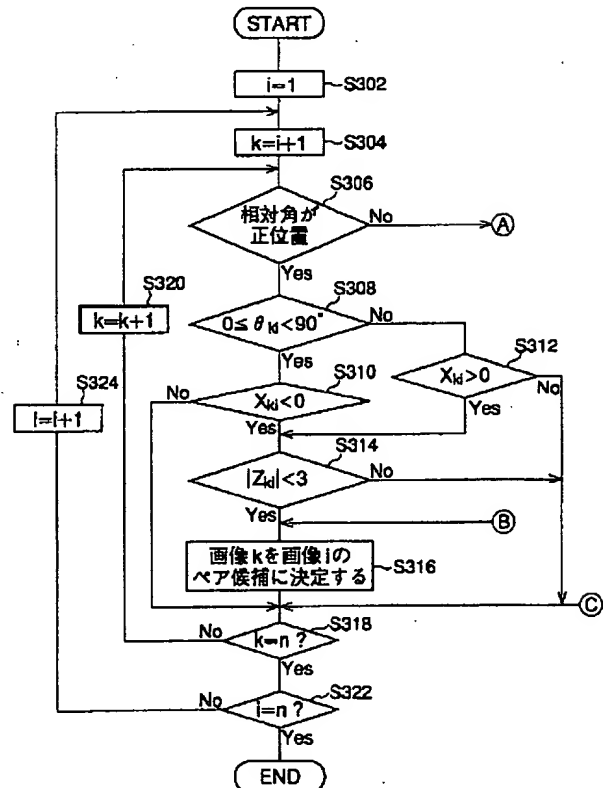 START
i=1
S302
k=i+1
S304
S306
相対角が
正位置
No
A
Yes
S320
k=k+1
S308
0≦θki<90°
No
Yes
S312
Xki>0
No
Yes
S324
i=i+1
S310
No
Xki<0
Yes
S314
|Zki|<3
No
Yes
B
画像kを画像iの
ペア候補に決定する
S316
C
S318
No
k=n ?
Yes
S322
No
i=n ?
Yes
END